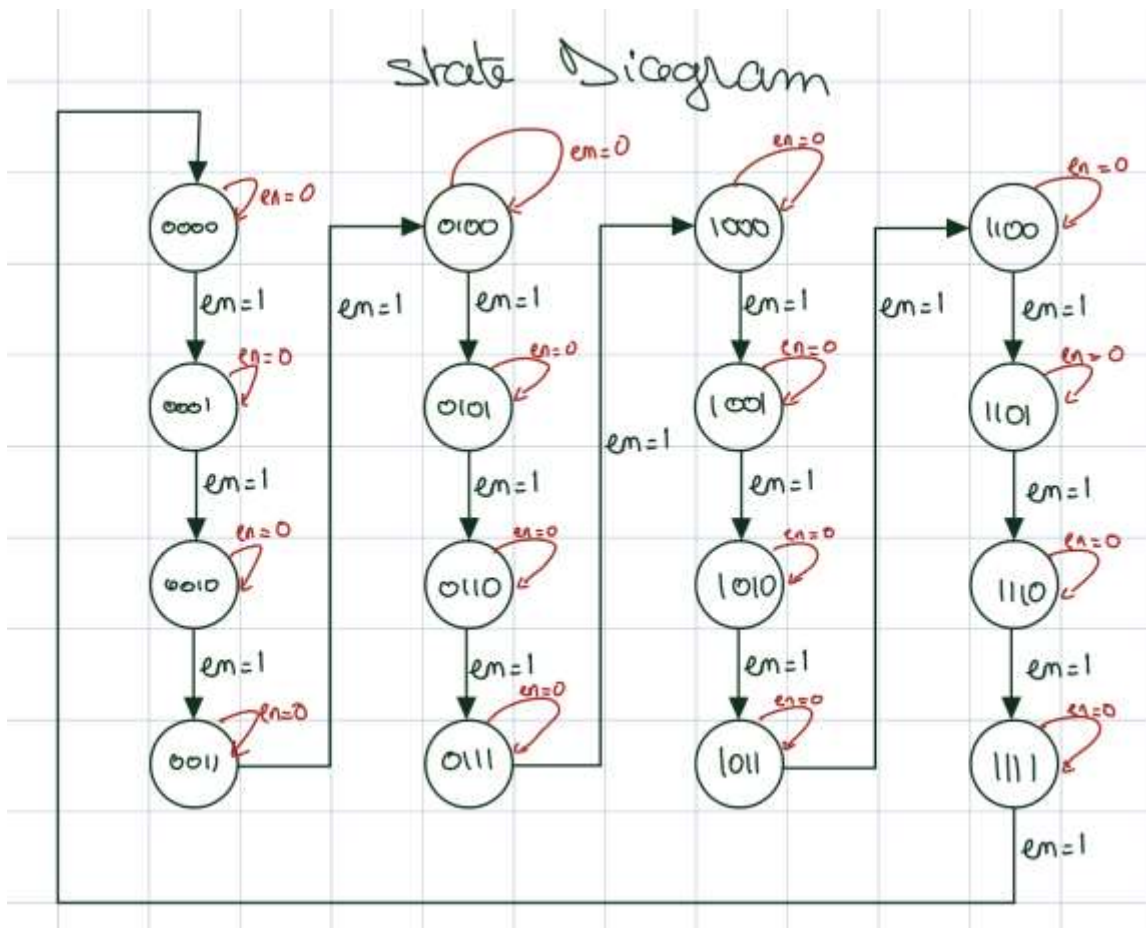 State Diagram
en=0 en=0
en=0 en=0
0000 0100 1000 1100
en=1 en=1 en=1 en=1 en=1 en=1
en=0 en=0 en=0 en=0
0001 0101 1001 1101
en=1
en=1 en=1 en=1 en=1
en=0 en=0 en=0 en=0
0010 0110 1010 1110
en=1 en=1 en=1 en=1
en=0 en=0 en=0 en=0
0011 0111 1011 1111
en=1